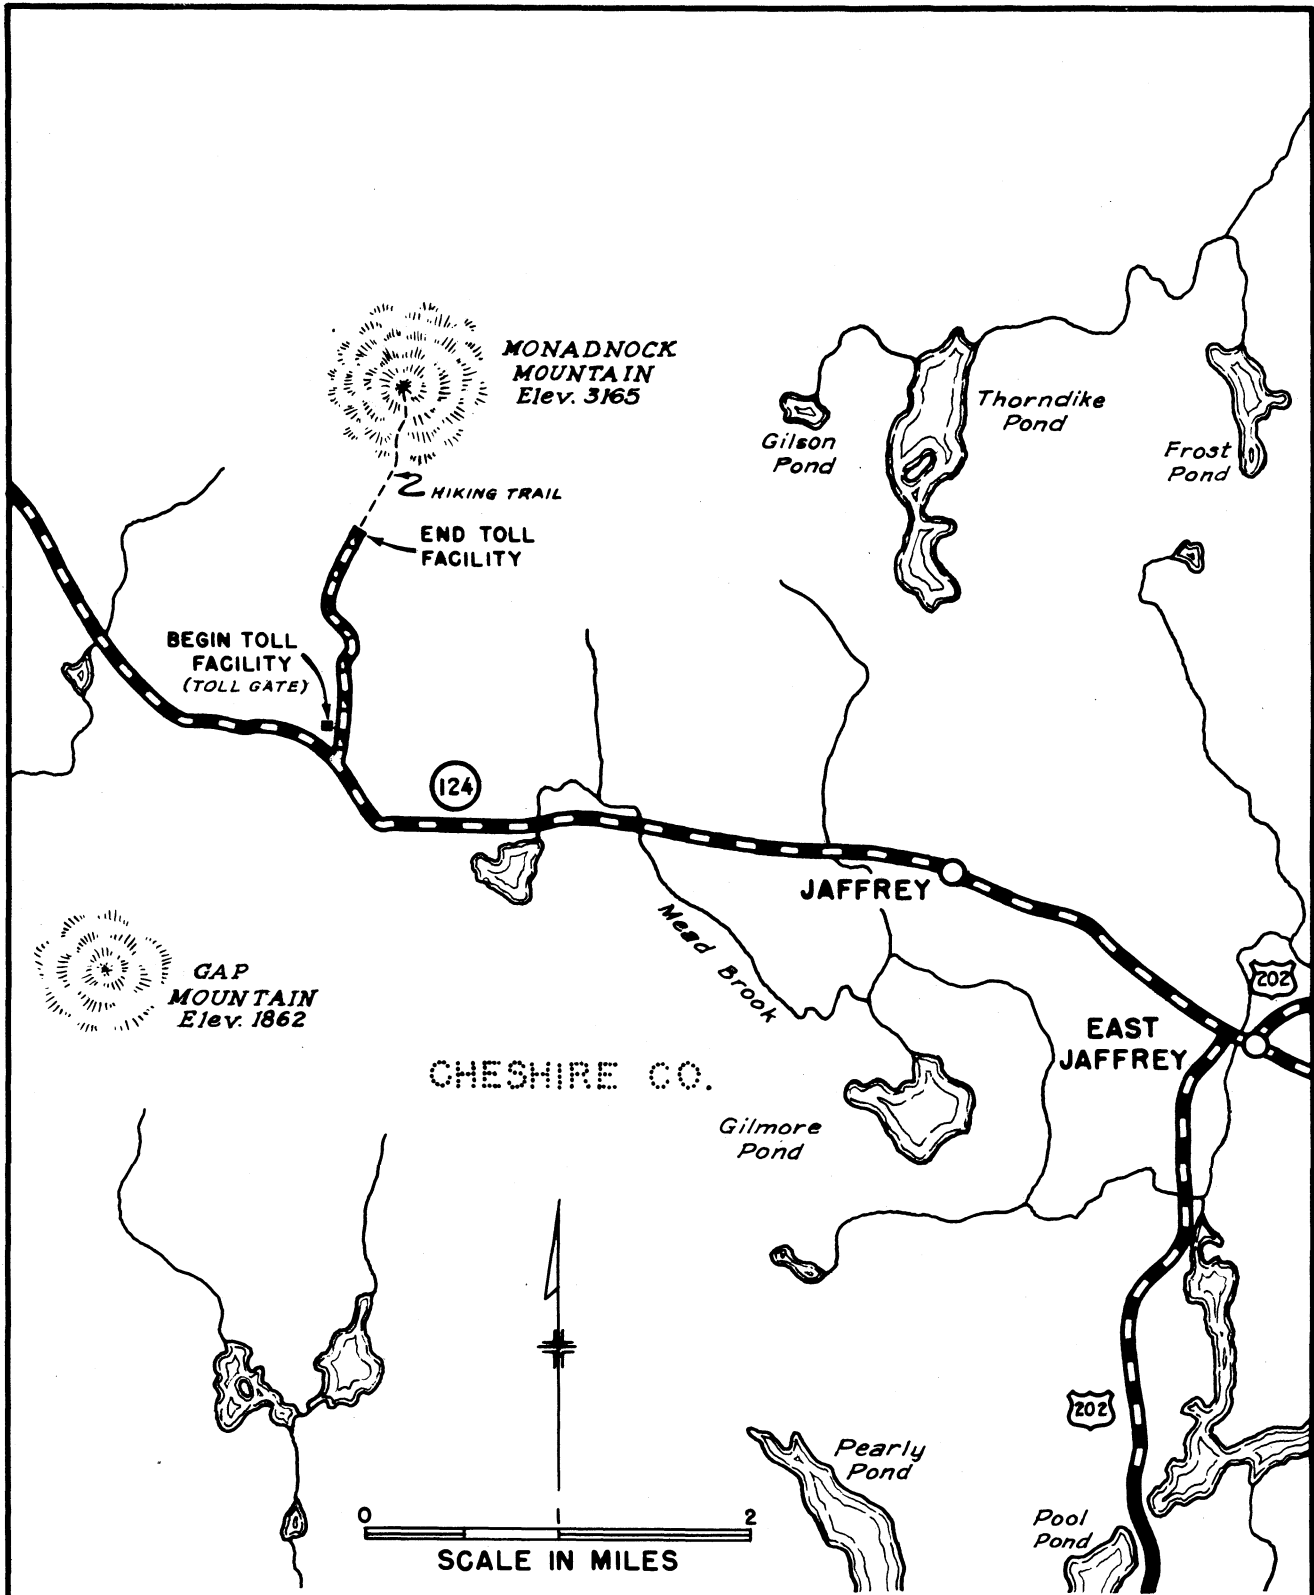 MONADNOCK
MOUNTAIN
Elev. 3165
Thorndike
Pond
Gilson
Pond
Frost
Pond
HIKING TRAIL
END TOLL
FACILITY
BEGIN TOLL
FACILITY
(TOLL GATE)
124
JAFFREY
Mead Brook
GAP
MOUNTAIN
Elev. 1862
202
EAST
JAFFREY
CHESHIRE CO.
Gilmore
Pond
202
Pearly
Pond
Pool
Pond
0 1 2
SCALE IN MILES